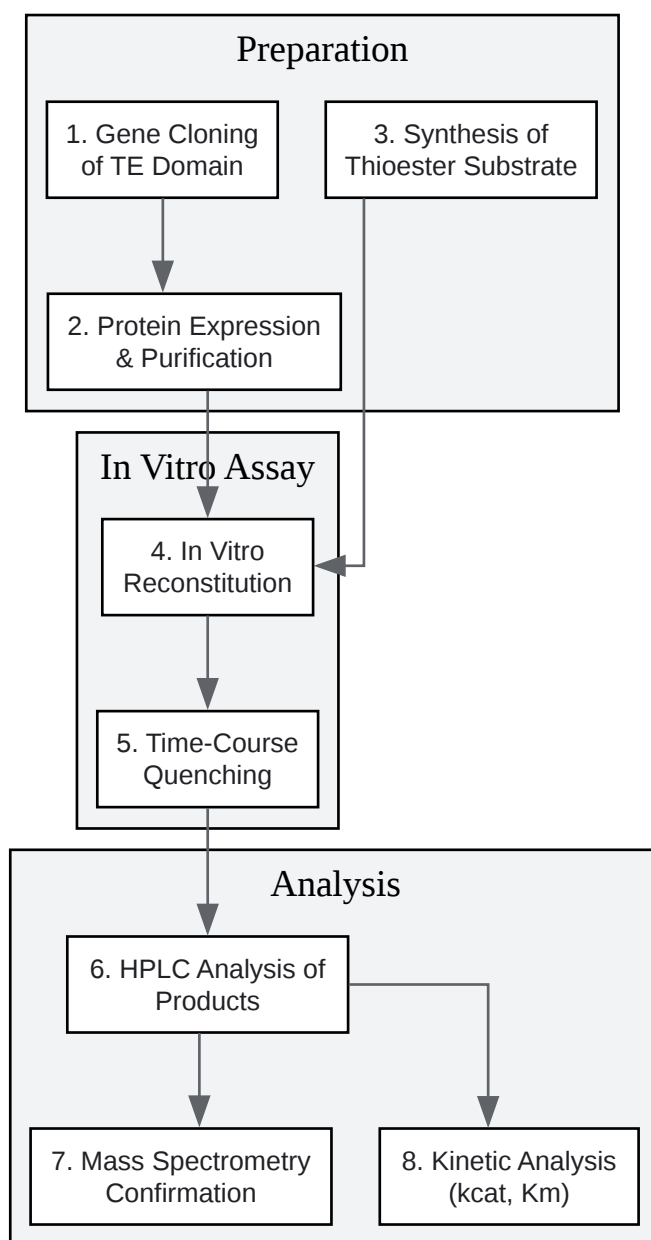 Preparation
1. Gene Cloning
of TE Domain
3. Synthesis of
Thioester Substrate
2. Protein Expression
& Purification
In Vitro Assay
4. In Vitro
Reconstitution
5. Time-Course
Quenching
Analysis
6. HPLC Analysis of
Products
7. Mass Spectrometry
Confirmation
8. Kinetic Analysis
(kcat, Km)